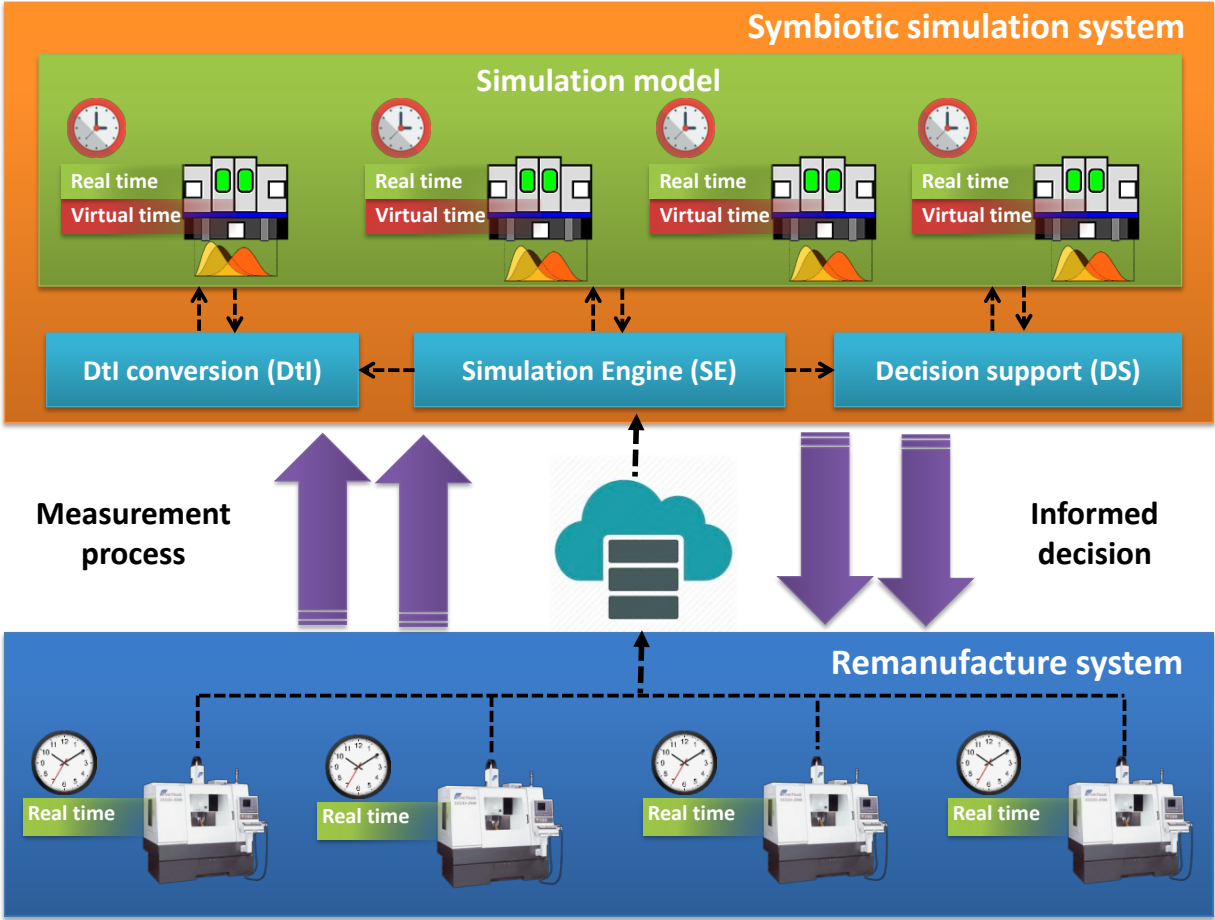 Symbiotic simulation system
Simulation model
Real time
Virtual time
Real time
Virtual time
Real time
Virtual time
Real time
Virtual time
DtI conversion (DtI)
Simulation Engine (SE)
Decision support (DS)
Measurement
process
Informed
decision
Remanufacture system
Real time
Real time
Real time
Real time